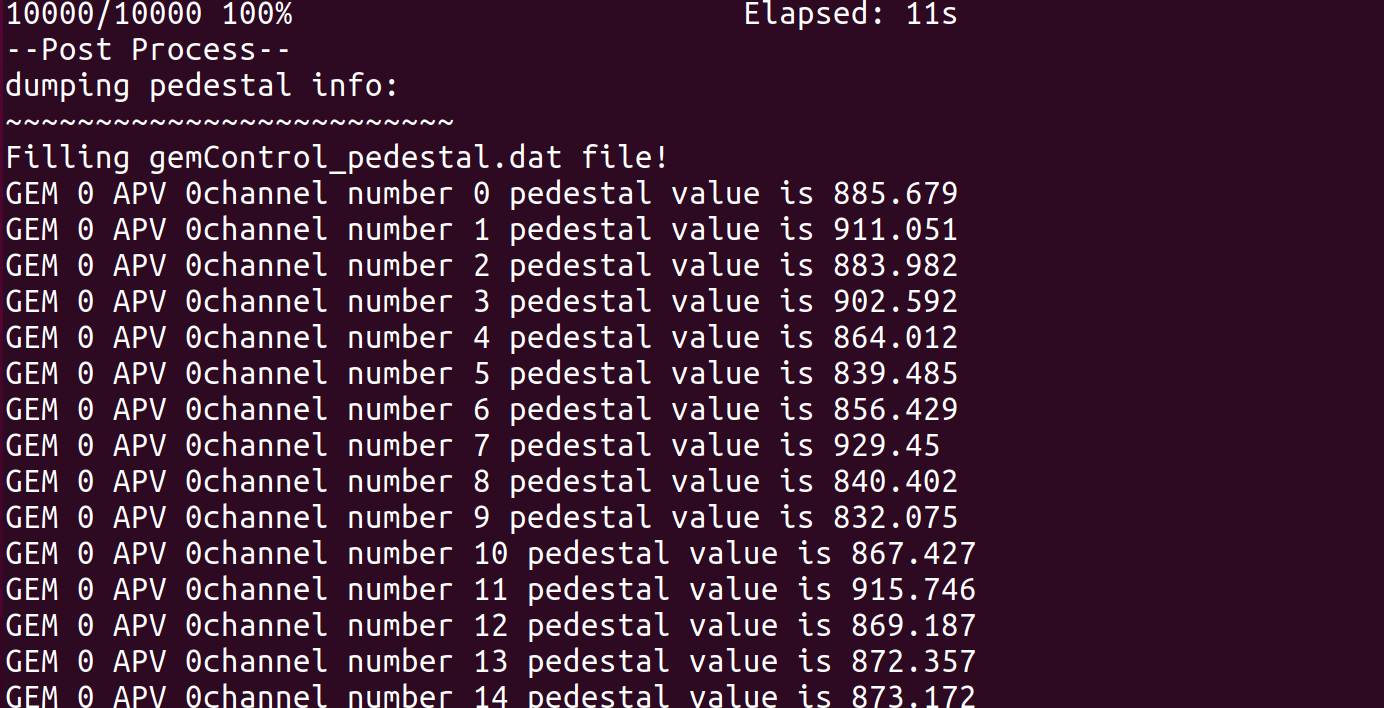 10000/10000 100% Elapsed: 11s
--Post Process--
dumping pedestal info:
~~~~~~~~~~~~~~~~~~~~~~~~~
Filling gemControl_pedestal.dat file!
GEM 0 APV 0channel number 0 pedestal value is 885.679
GEM 0 APV 0channel number 1 pedestal value is 911.051
GEM 0 APV 0channel number 2 pedestal value is 883.982
GEM 0 APV 0channel number 3 pedestal value is 902.592
GEM 0 APV 0channel number 4 pedestal value is 864.012
GEM 0 APV 0channel number 5 pedestal value is 839.485
GEM 0 APV 0channel number 6 pedestal value is 856.429
GEM 0 APV 0channel number 7 pedestal value is 929.45
GEM 0 APV 0channel number 8 pedestal value is 840.402
GEM 0 APV 0channel number 9 pedestal value is 832.075
GEM 0 APV 0channel number 10 pedestal value is 867.427
GEM 0 APV 0channel number 11 pedestal value is 915.746
GEM 0 APV 0channel number 12 pedestal value is 869.187
GEM 0 APV 0channel number 13 pedestal value is 872.357
GEM 0 APV 0channel number 14 pedestal value is 873.172